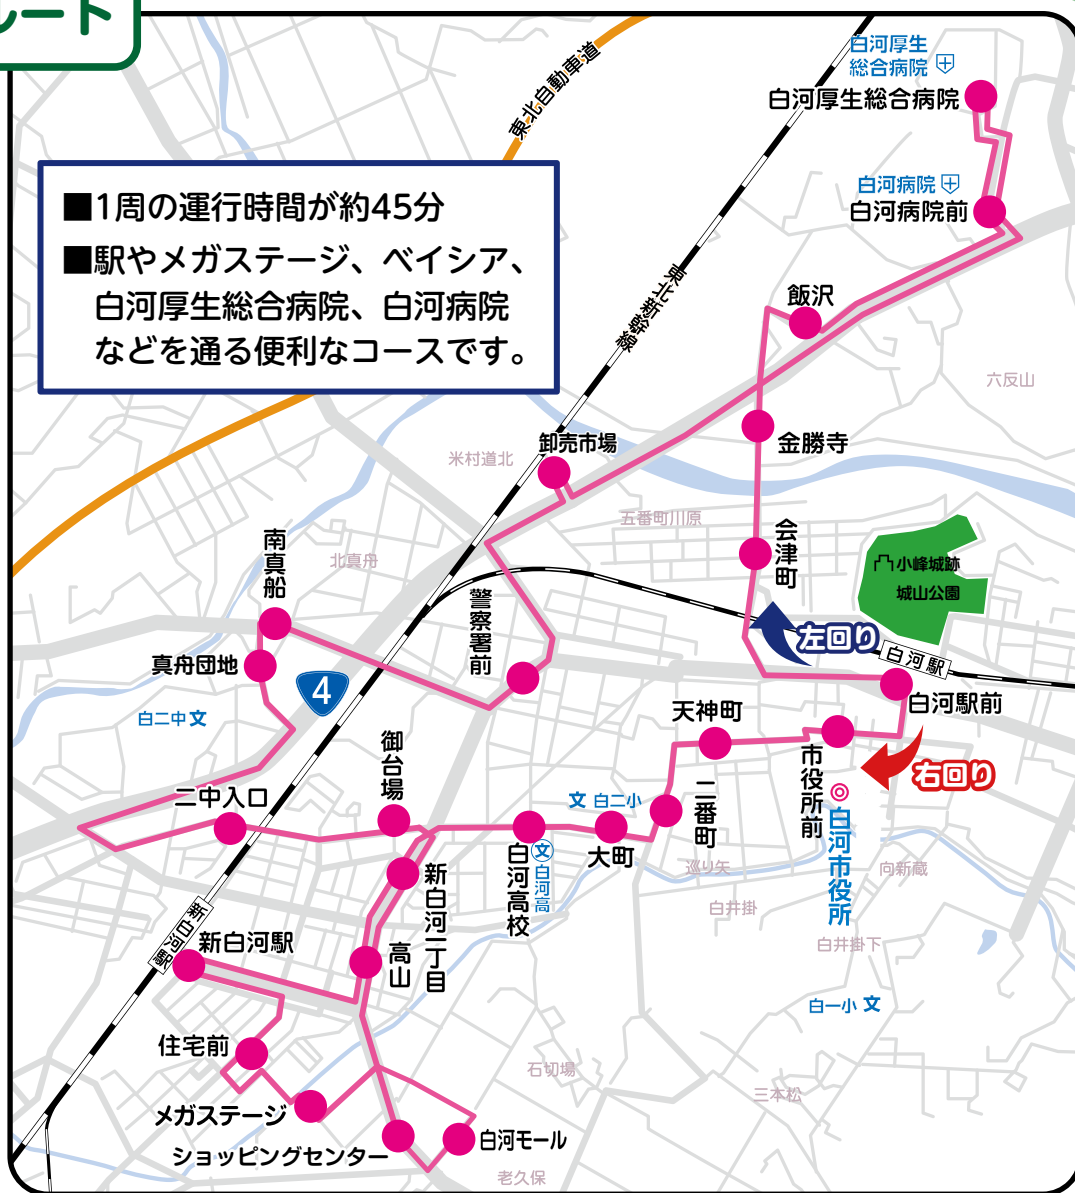 ルート
東北自動車道
白河厚生
総合病院
白河厚生総合病院
■1周の運行時間が約45分
■駅やメガステージ、ベイシア、
白河厚生総合病院、白河病院
などを通る便利なコースです。
白河病院
白河病院前
東北新幹線
飯沢
六反山
金勝寺
卸売市場
米村道北
五番町川原
会津町
小峰城跡
城山公園
南真船
北真舟
警察署前
左回り
白河駅
真舟団地
4
白河駅前
白二中 文
天神町
御台場
市役所前
右回り
二中入口
文 白二小
二番町
白河市役所
大町
白河高校
文
白河高
巡り矢
向新蔵
新白河一丁目
白井掛
新白河駅
新白河駅
高山
白井掛下
白一小 文
住宅前
石切場
三本松
メガステージ
ショッピングセンター
白河モール
老久保